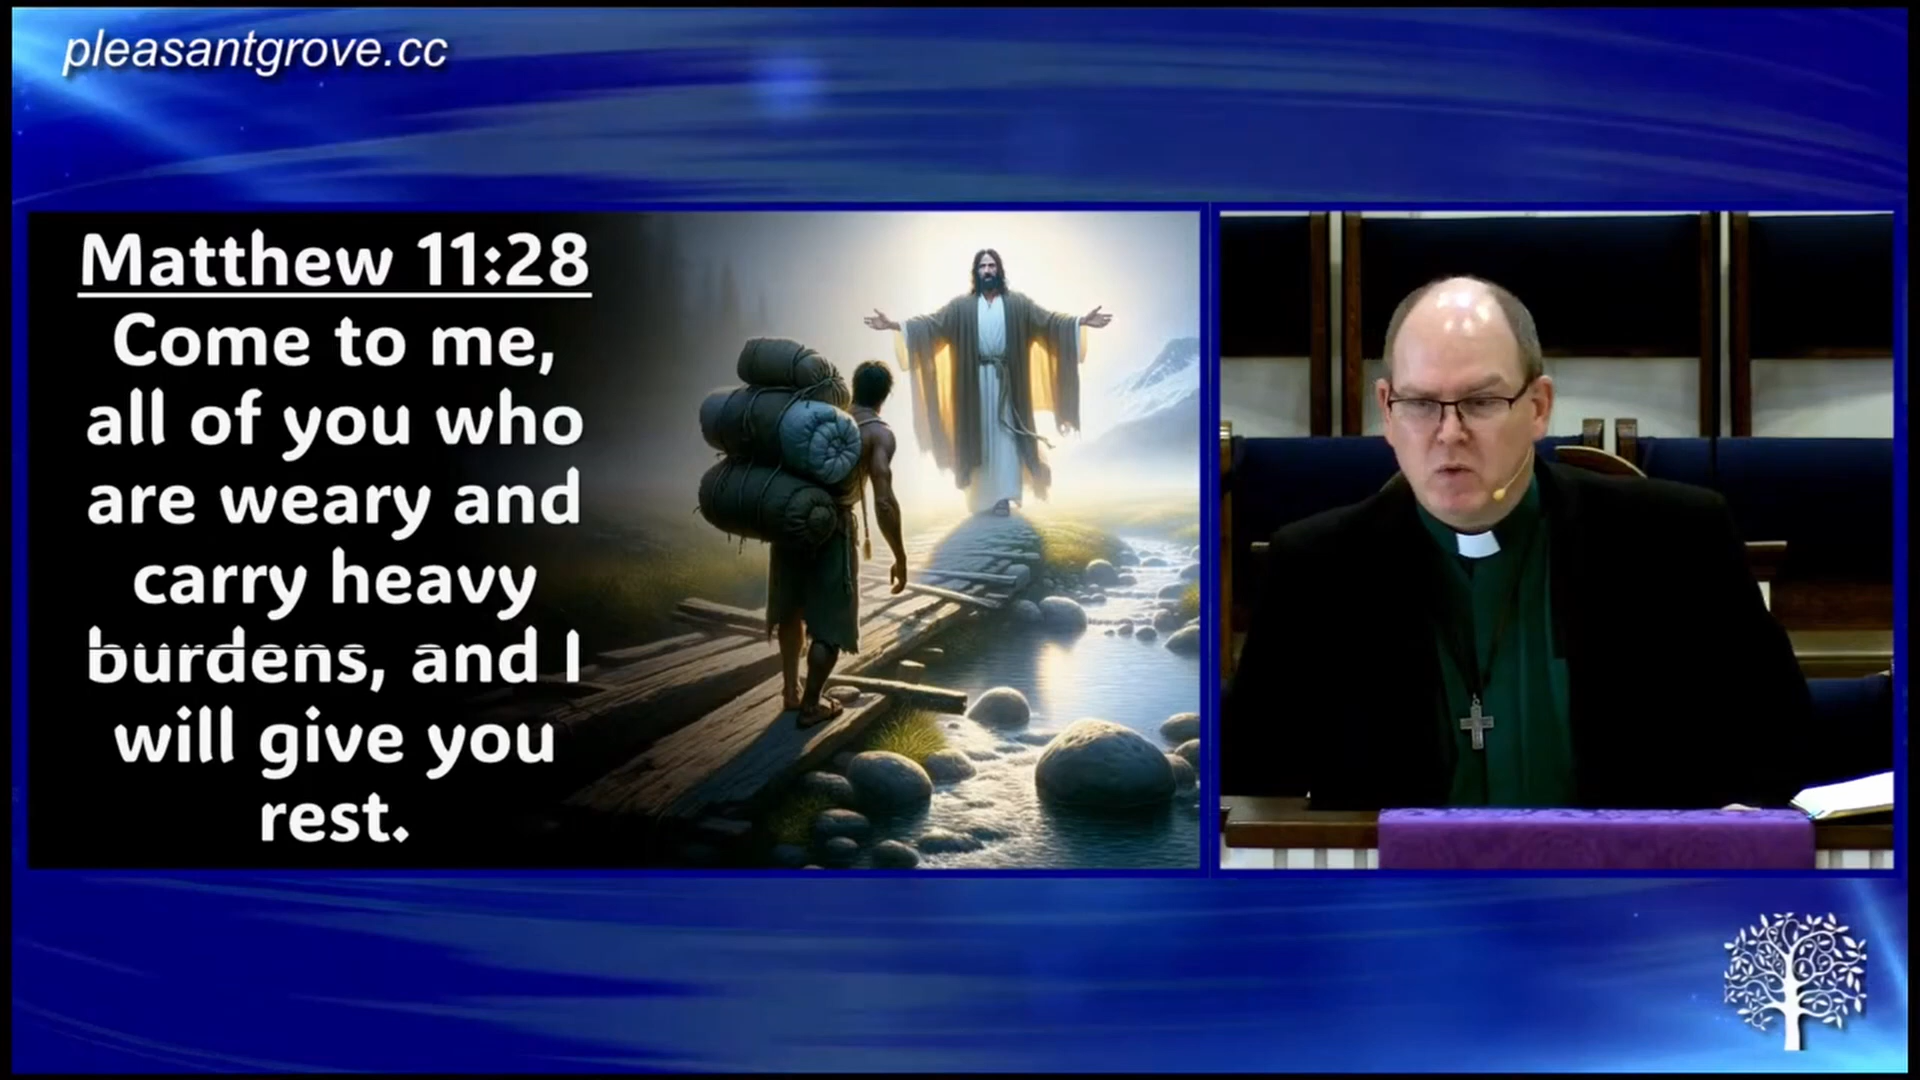 pleasantgrove.cc
Matthew 11:28
Come to me,
all of you who
are weary and
carry heavy
burdens, and I
will give you
rest.